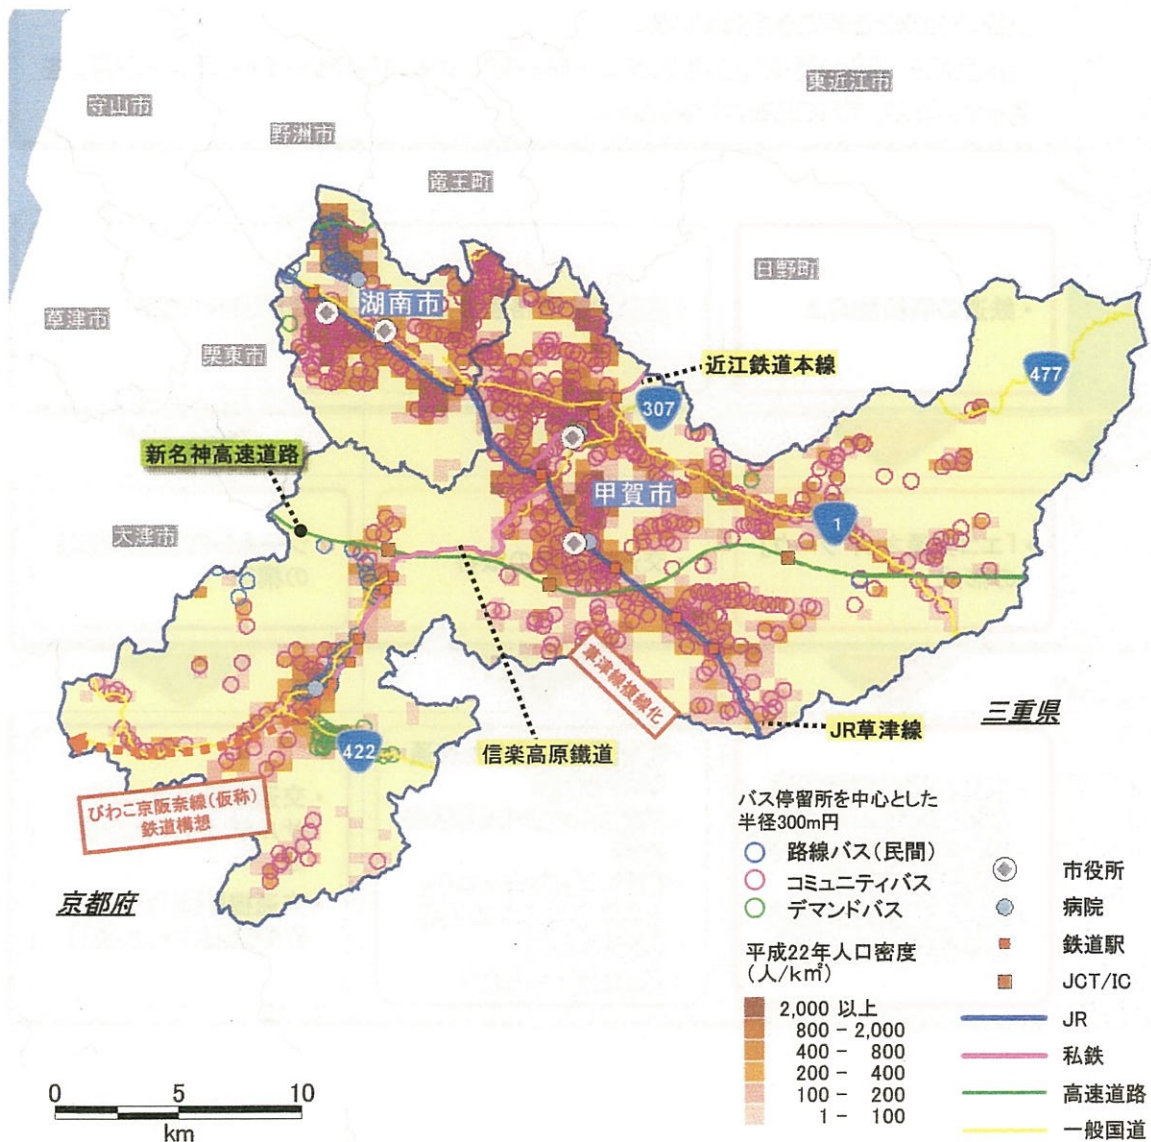 東近江市
守山市
野洲市
竜王町
日野町
湖南市
草津市
栗東市
近江鉄道本線
477
307
新名神高速道路
甲賀市
大津市
1
草津線複線化
三重県
JR草津線
信楽高原鐵道
422
びわこ京阪奈線(仮称)
鉄道構想
京都府
バス停留所を中心とした
半径300m円
路線バス(民間)
コミュニティバス
デマンドバス
平成22年人口密度
(人/k㎡)
2,000 以上
800 - 2,000
400 - 800
200 - 400
100 - 200
1 - 100
市役所
病院
鉄道駅
JCT/IC
JR
私鉄
高速道路
一般国道
0 5 10
km